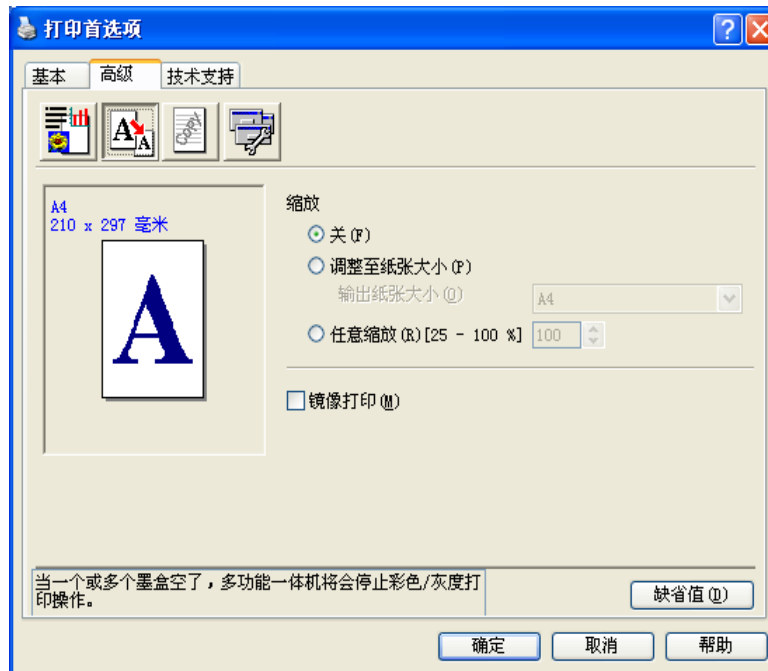 打印首选项
基本 高级 技术支持
A4
210 x 297 毫米
A
缩放
关(F)
调整至纸张大小(P)
输出纸张大小(O) A4
任意缩放(R)[25 - 100 %] 100
镜像打印(M)
当一个或多个墨盒空了，多功能一体机将会停止彩色/灰度打
印操作。
缺省值(D)
确定 取消 帮助